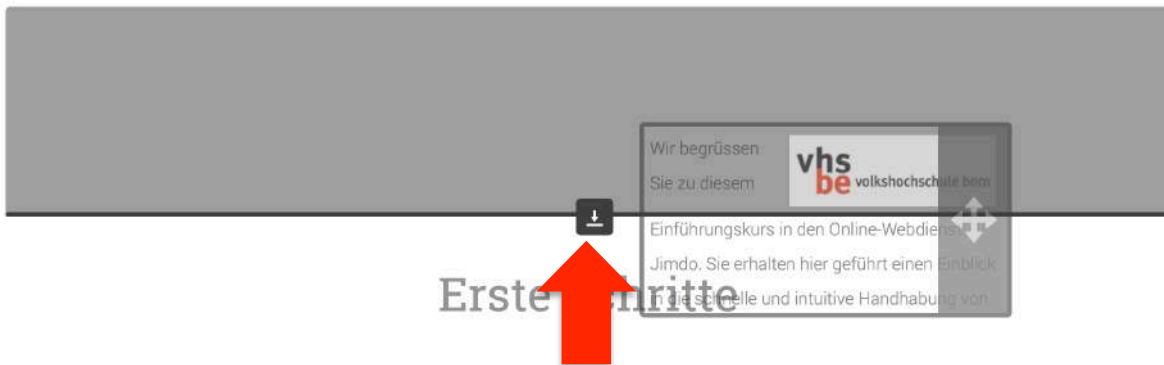 Wir begrüssen
Sie zu diesem
vhs
be volkshochschule bern
Einführungskurs in den Online-Webdienst
Jimdo. Sie erhalten hier geführt einen Einblick
in die schnelle und intuitive Handhabung von
Erste Schritte